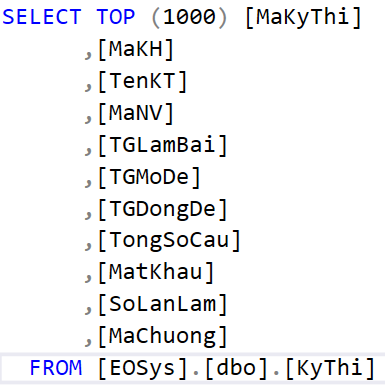 SELECT TOP (1000) [MaKyThi]
,[MaKH]
,[TenKT]
,[MaNV]
,[TGLamBai]
,[TGMoDe]
,[TGDongDe]
,[TongSoCau]
,[MatKhau]
,[SoLanLam]
,[MaChuong]
FROM [EOSys].[dbo].[KyThi]